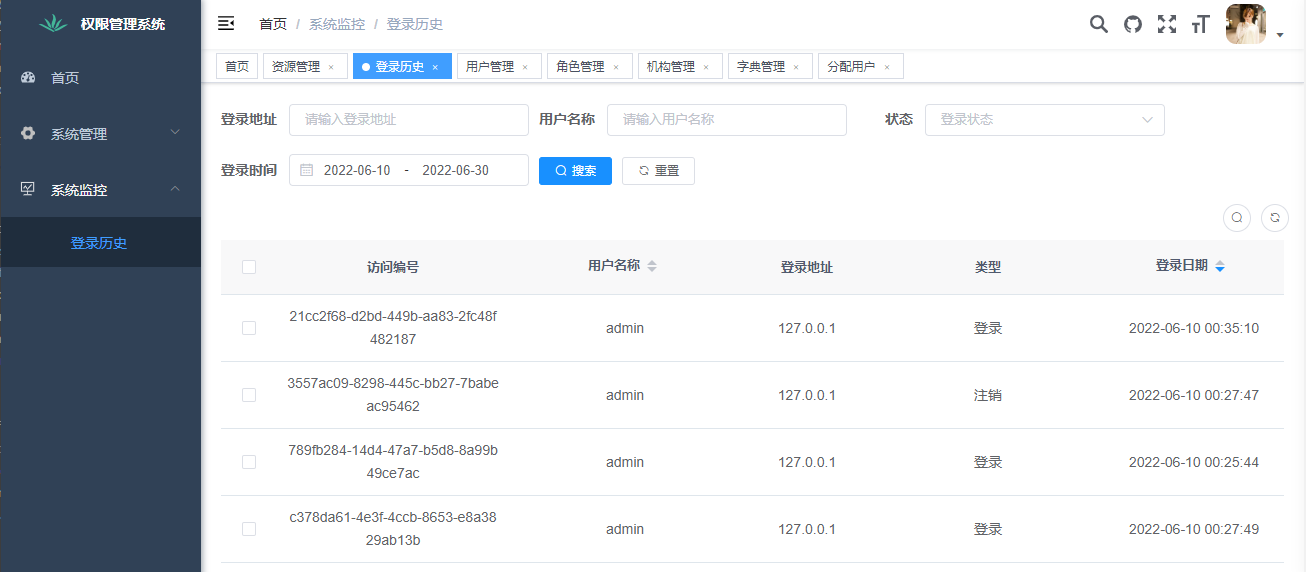 权限管理系统
首页 / 系统监控 / 登录历史
首页
系统管理
系统监控
登录历史
首页 资源管理 × 登录历史 × 用户管理 × 角色管理 × 机构管理 × 字典管理 × 分配用户 ×
登录地址 请输入登录地址 用户名称 请输入用户名称 状态 登录状态
登录时间 2022-06-10 - 2022-06-30 搜索 重置
访问编号 用户名称 登录地址 类型 登录日期
21cc2f68-d2bd-449b-aa83-2fc48f
482187
admin 127.0.0.1 登录 2022-06-10 00:35:10
3557ac09-8298-445c-bb27-7babe
ac95462
admin 127.0.0.1 注销 2022-06-10 00:27:47
789fb284-14d4-47a7-b5d8-8a99b
49ce7ac
admin 127.0.0.1 登录 2022-06-10 00:25:44
c378da61-4e3f-4ccb-8653-e8a38
29ab13b
admin 127.0.0.1 登录 2022-06-10 00:27:49